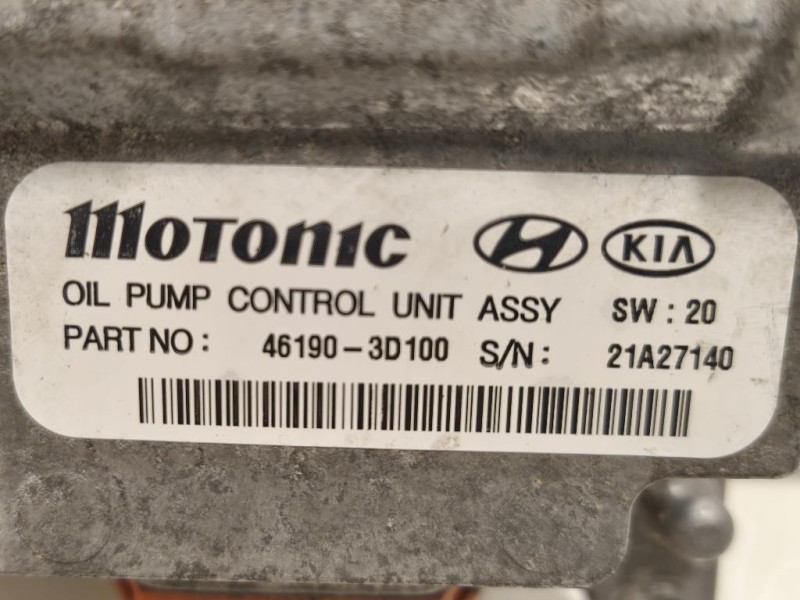 MOTONIC H KIA
OIL PUMP CONTROL UNIT ASSY SW : 20
PART NO : 46190-3D100 S/N : 21A27140